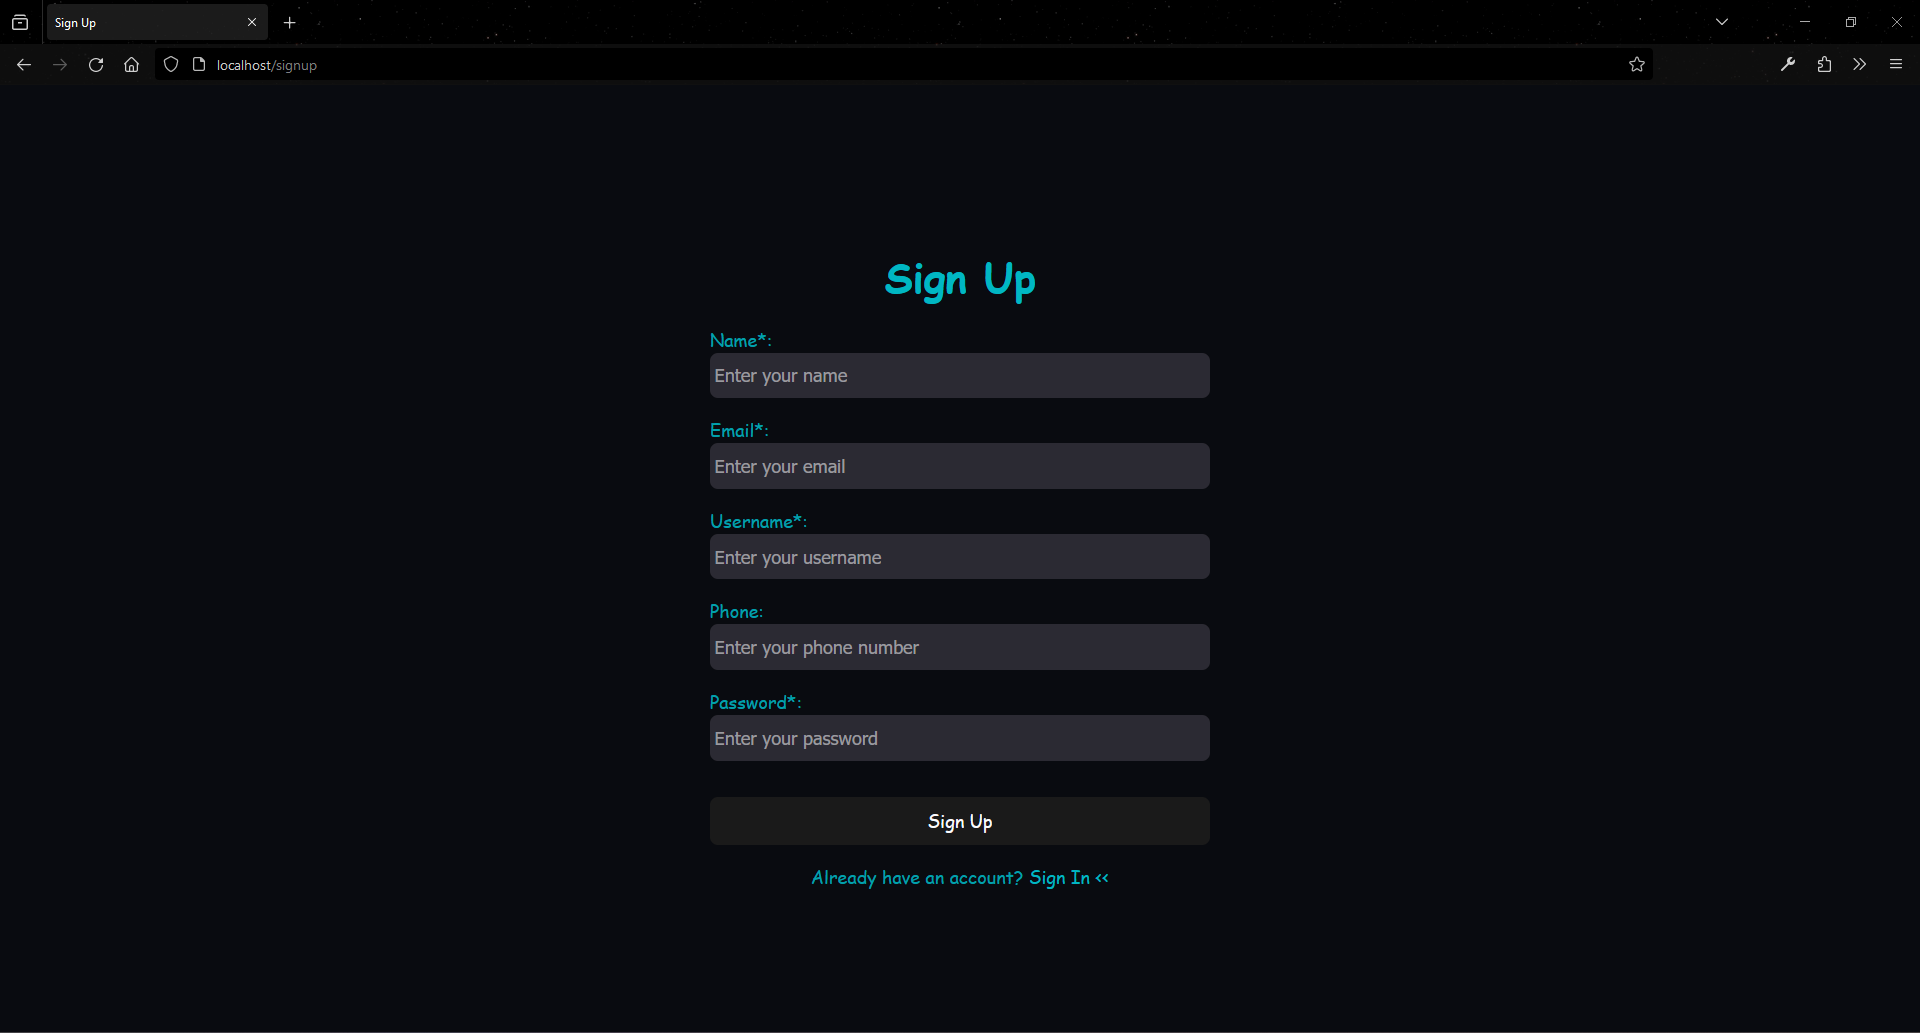 Sign Up
localhost/signup
Sign Up
Name*:
Enter your name
Email*:
Enter your email
Username*:
Enter your username
Phone:
Enter your phone number
Password*:
Enter your password
Sign Up
Already have an account? Sign In <<